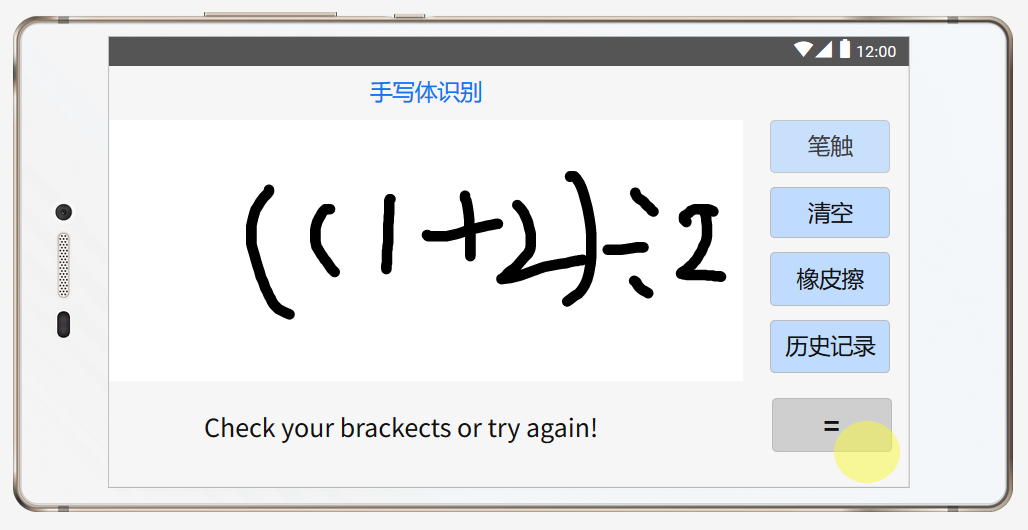 12:00
手写体识别
笔触
((1+2)÷2
清空
橡皮擦
历史记录
Check your brackects or try again!
=